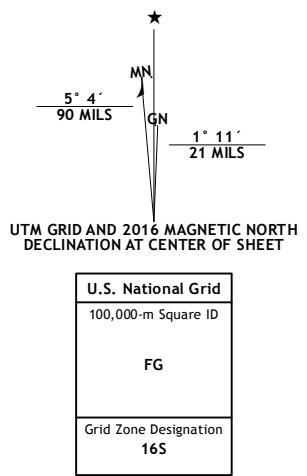 ★
MN
GN
5° 4´
90 MILS
1° 11´
21 MILS
UTM GRID AND 2016 MAGNETIC NORTH
DECLINATION AT CENTER OF SHEET
U.S. National Grid
100,000-m Square ID
FG
Grid Zone Designation
16S